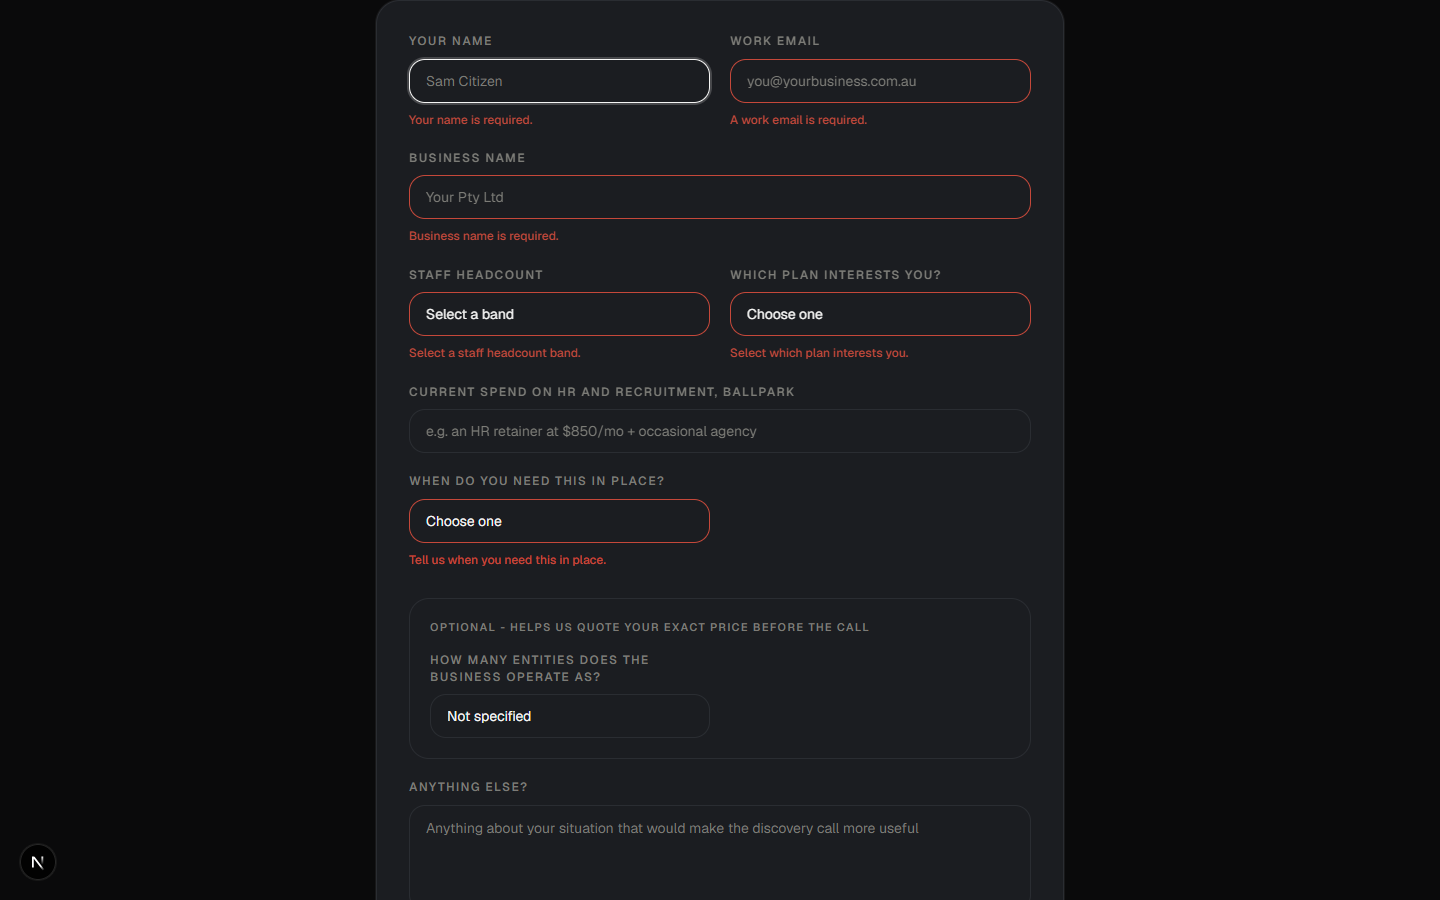 YOUR NAME
WORK EMAIL
Sam Citizen
you@yourbusiness.com.au
Your name is required.
A work email is required.
BUSINESS NAME
Your Pty Ltd
Business name is required.
STAFF HEADCOUNT
WHICH PLAN INTERESTS YOU?
Select a band
Choose one
Select a staff headcount band.
Select which plan interests you.
CURRENT SPEND ON HR AND RECRUITMENT, BALLPARK
e.g. an HR retainer at $850/mo + occasional agency
WHEN DO YOU NEED THIS IN PLACE?
Choose one
Tell us when you need this in place.
OPTIONAL - HELPS US QUOTE YOUR EXACT PRICE BEFORE THE CALL
HOW MANY ENTITIES DOES THE
BUSINESS OPERATE AS?
Not specified
ANYTHING ELSE?
Anything about your situation that would make the discovery call more useful
N